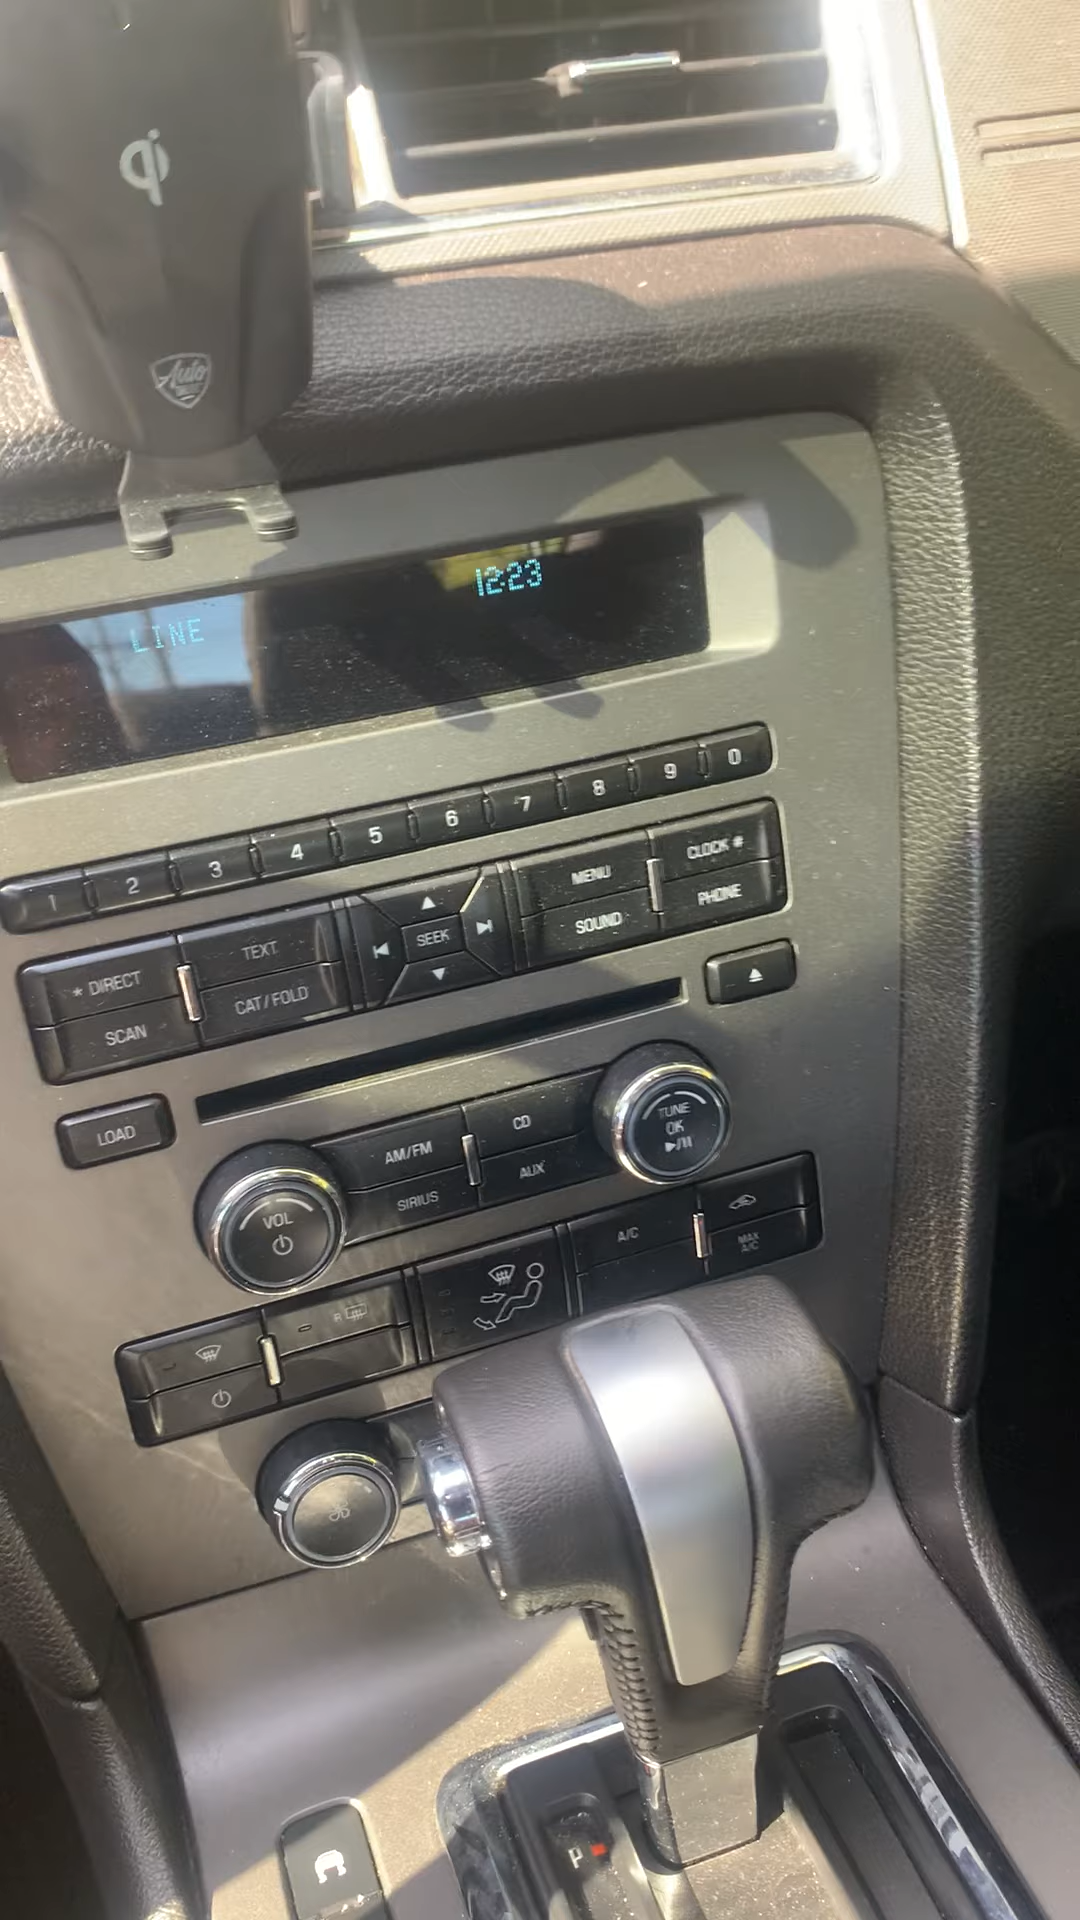 qi
Auto
12:23
LINE
1 2 3 4 5 6 7 8 9 0
* DIRECT
TEXT
SEEK
MENU
CLOCK #
SCAN
CAT/FOLD
SOUND
PHONE
LOAD
AM/FM
CD
TUNE
OK
SIRIUS
AUX
VOL
A/C
MAX
A/C
R
P